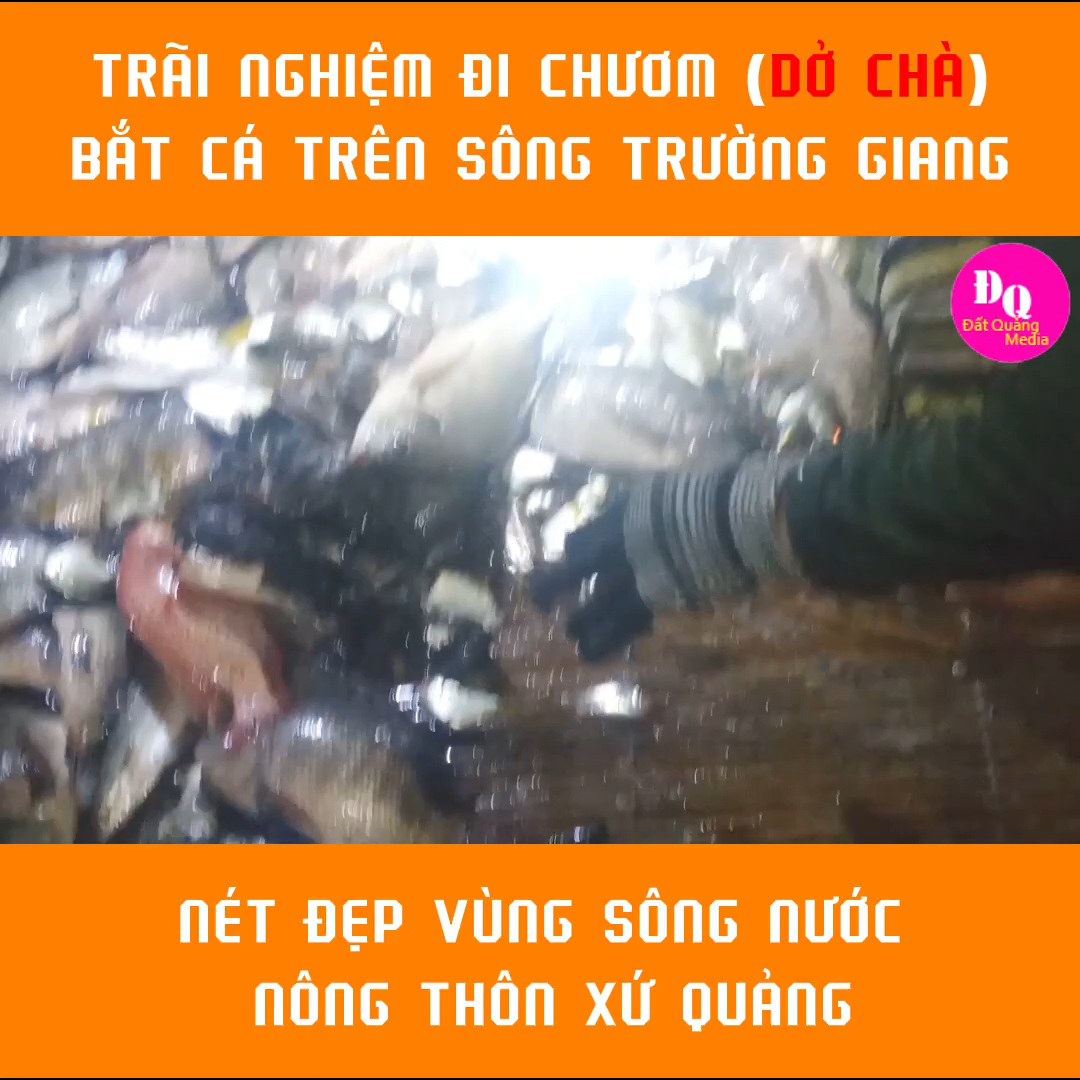 TRÃI NGHIỆM ĐI CHƯƠM (DỞ CHÀ)
BẮT CÁ TRÊN SÔNG TRƯỜNG GIANG
ĐQ
Đất Quảng
Media
NÉT ĐẸP VÙNG SÔNG NƯỚC
NÔNG THÔN XỨ QUẢNG